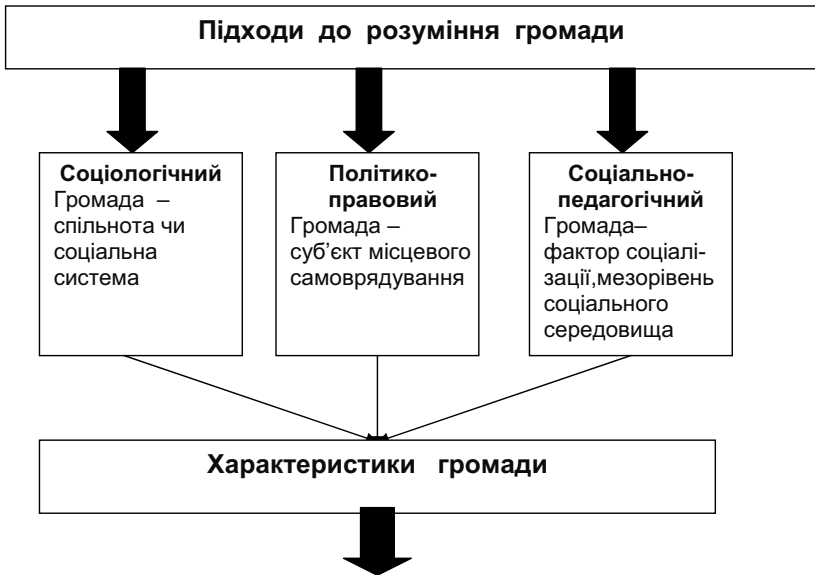 Підходи до розуміння громади
Соціологічний
Громада –
спільнота чи
соціальна
система
Політико-
правовий
Громада –
суб’єкт місцевого
самоврядування
Соціально-
педагогічний
Громада–
фактор соціалі-
зації,мезорівень
соціального
середовища
Характеристики громади